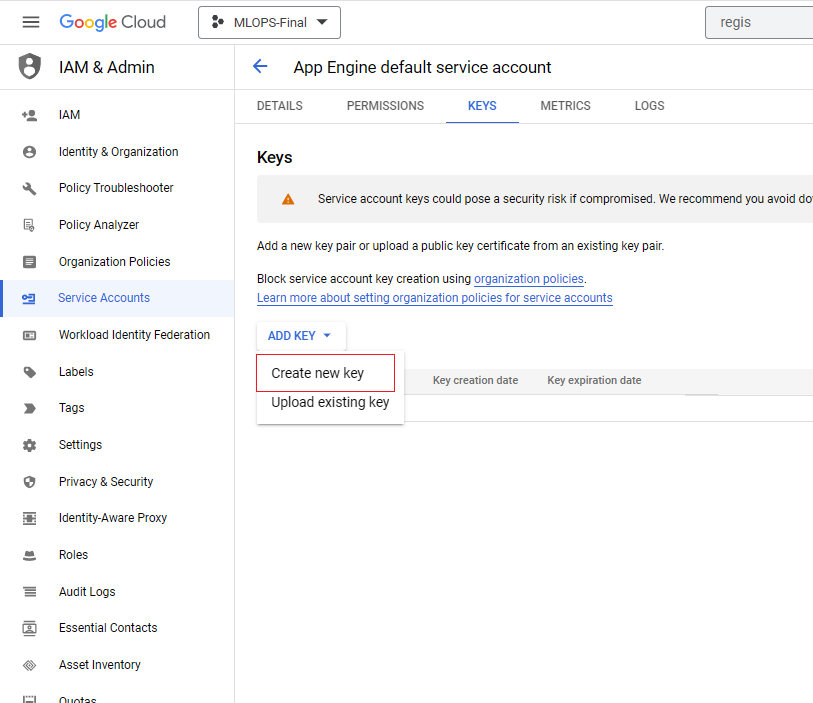 Google Cloud
MLOPS-Final
regis
IAM & Admin
App Engine default service account
DETAILS
PERMISSIONS
KEYS
METRICS
LOGS
IAM
Identity & Organization
Policy Troubleshooter
Policy Analyzer
Organization Policies
Service Accounts
Workload Identity Federation
Labels
Tags
Settings
Privacy & Security
Identity-Aware Proxy
Roles
Audit Logs
Essential Contacts
Asset Inventory
Quotas
Keys
Service account keys could pose a security risk if compromised. We recommend you avoid do
Add a new key pair or upload a public key certificate from an existing key pair.
Block service account key creation using organization policies.
Learn more about setting organization policies for service accounts
ADD KEY
Create new key
Upload existing key
Key creation date
Key expiration date